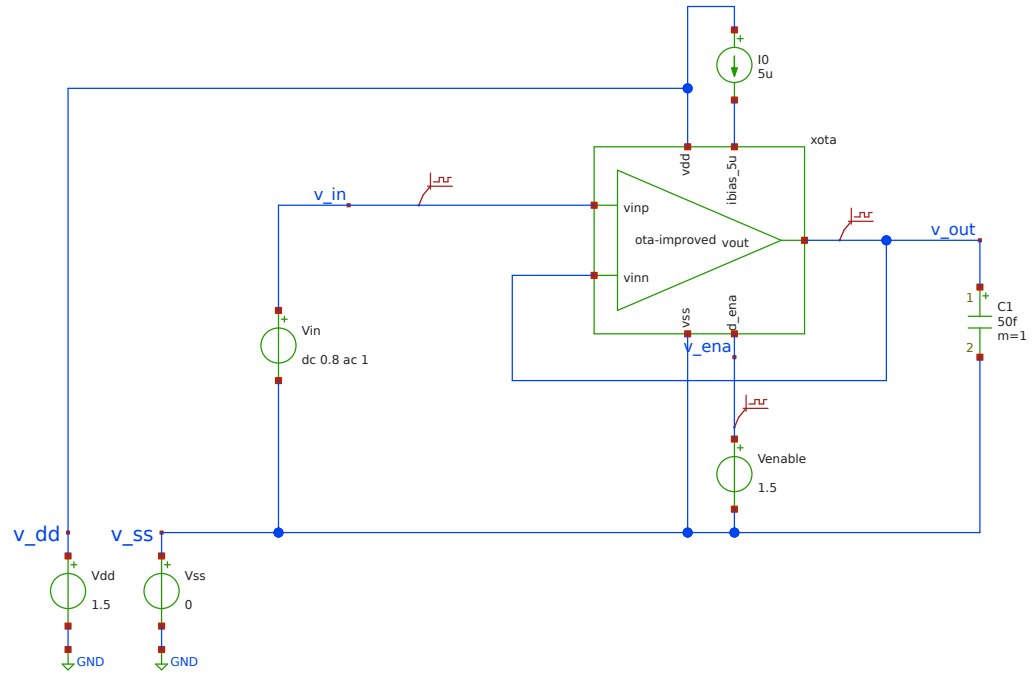 I0
5u
xota
vdd
ibias_5u
v_in
vinp
ota-improved
vout
v_out
vinn
1
C1
50f
m=1
2
vss
d_ena
v_ena
Vin
dc 0.8 ac 1
Venable
1.5
v_dd
v_ss
Vdd
1.5
Vss
0
GND
GND